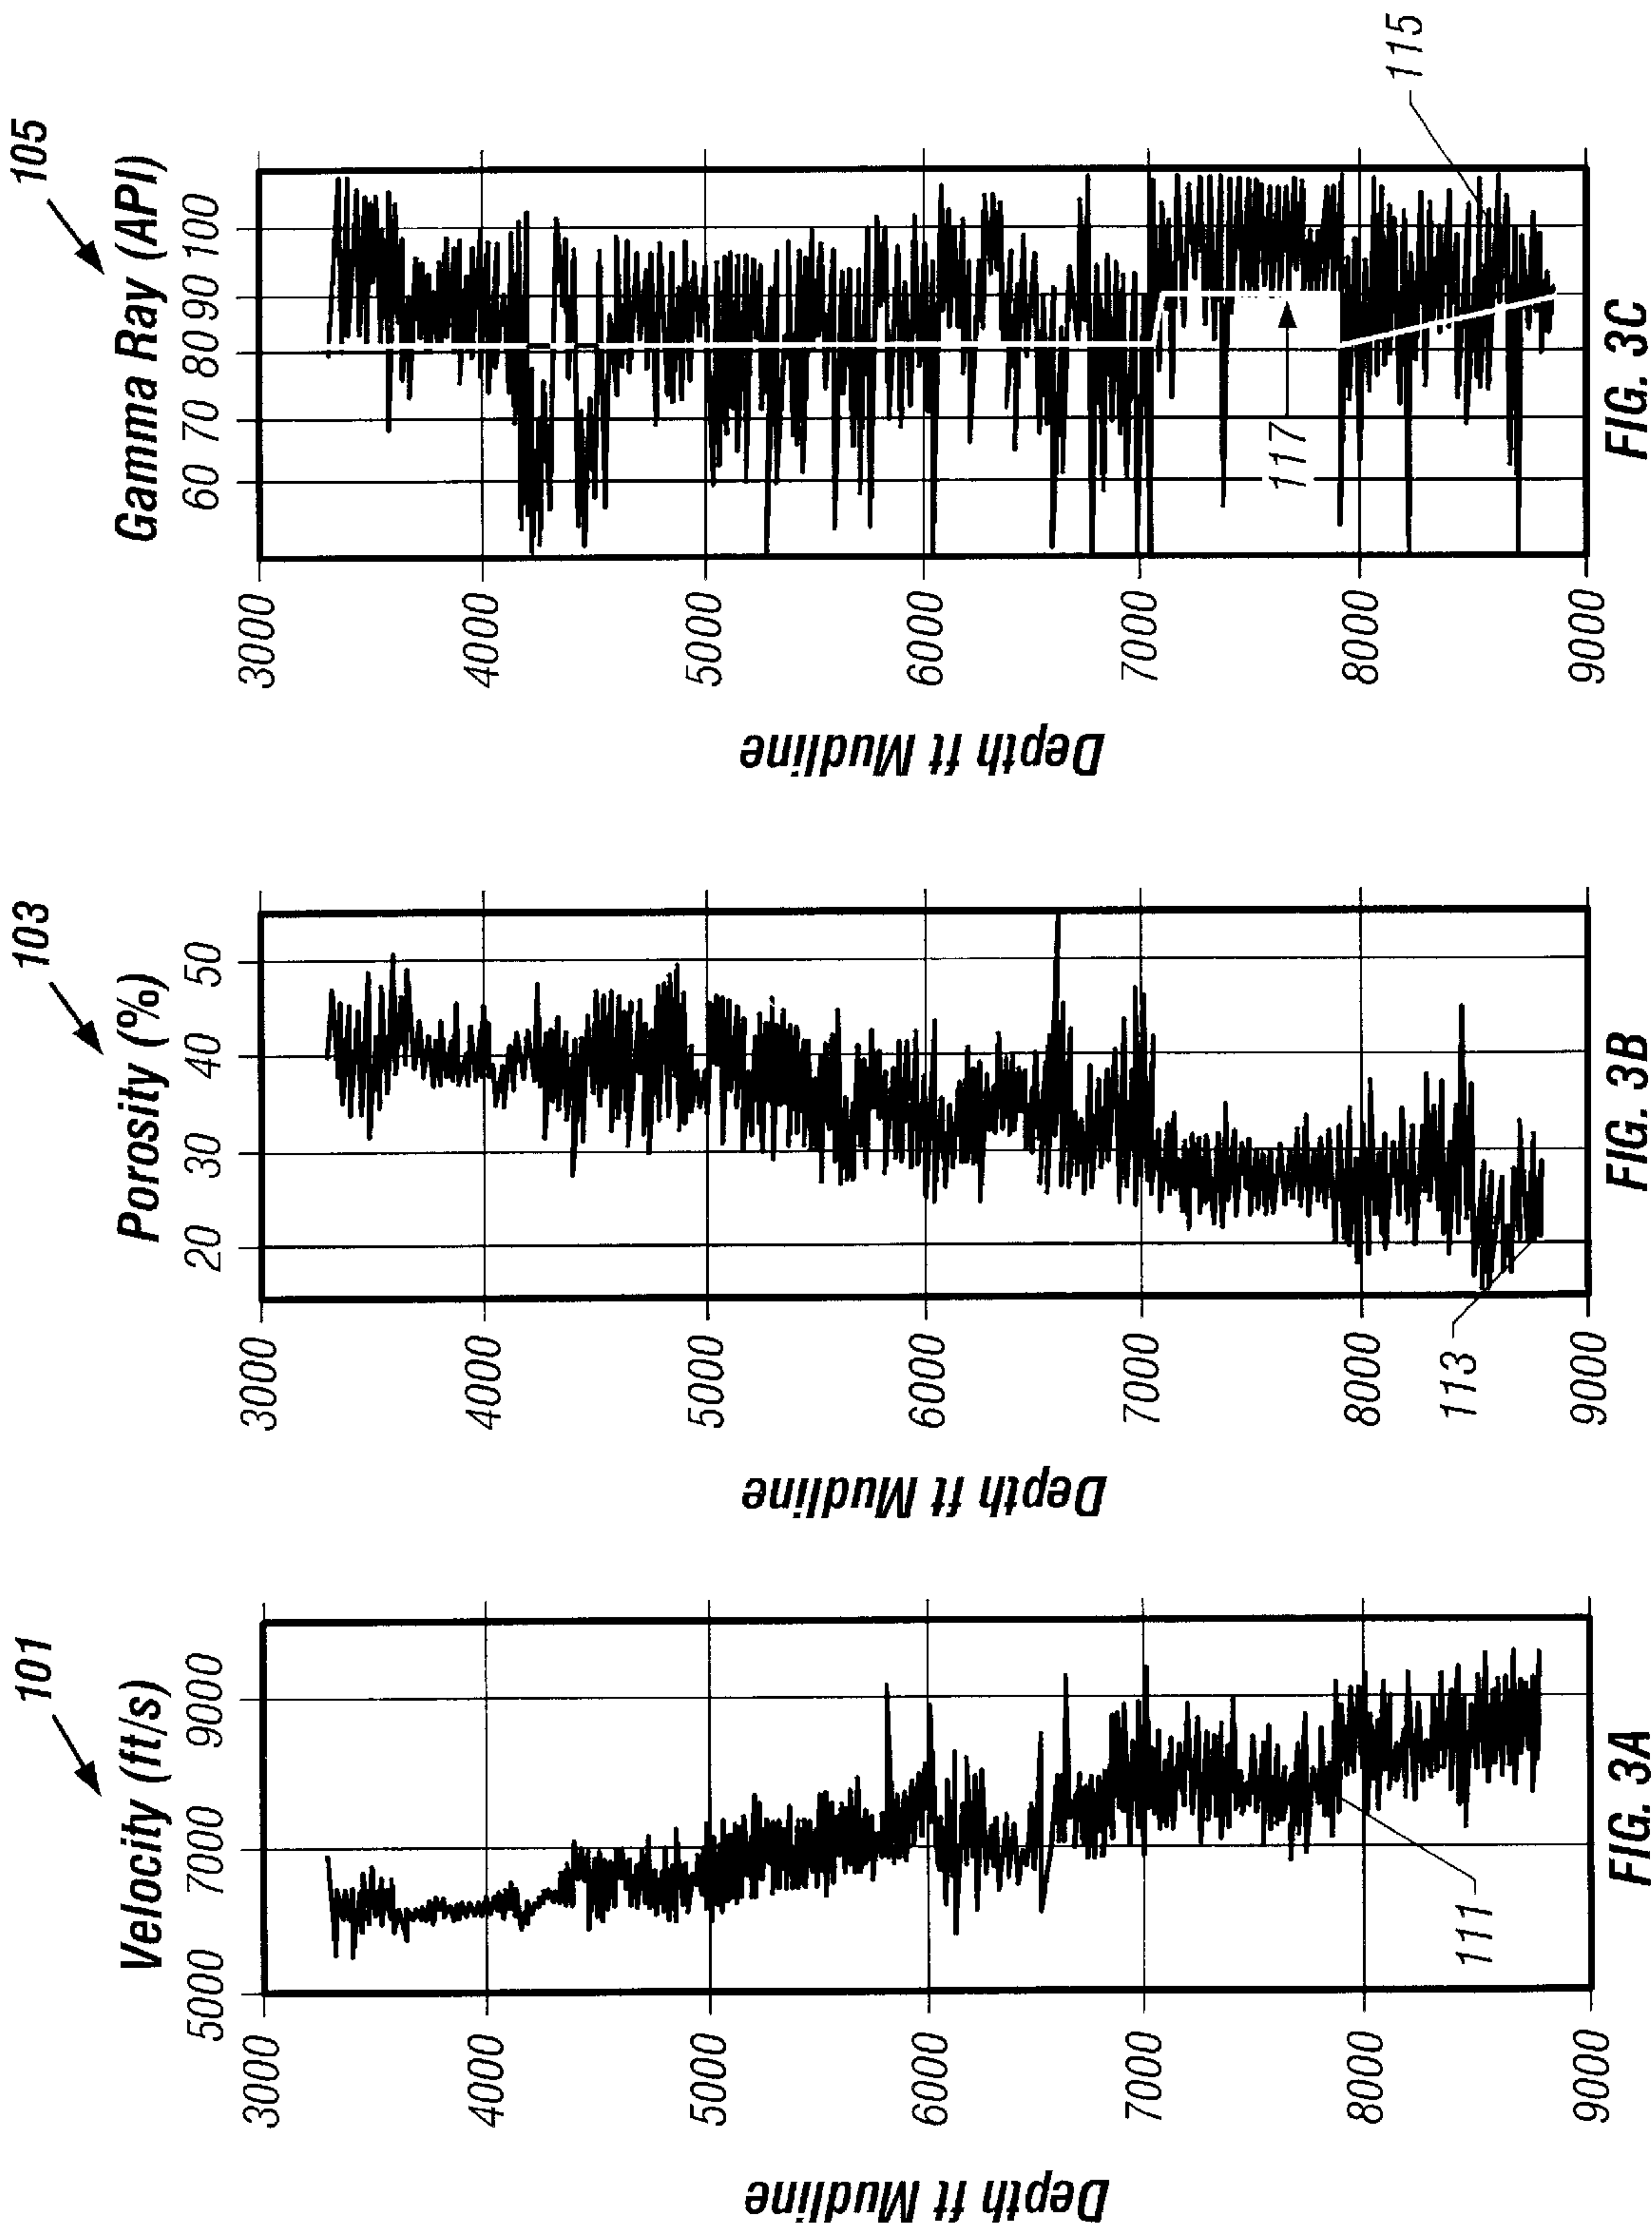 101
Velocity (ft/s)
5000 7000 9000
Depth ft Mudline
3000
4000
5000
6000
7000
8000
9000
111
FIG. 3A
103
Porosity (%)
20 30 40 50
Depth ft Mudline
3000
4000
5000
6000
7000
8000
113
9000
FIG. 3B
105
Gamma Ray (API)
60 70 80 90 100
Depth ft Mudline
3000
4000
5000
6000
7000
117
8000
115
9000
FIG. 3C